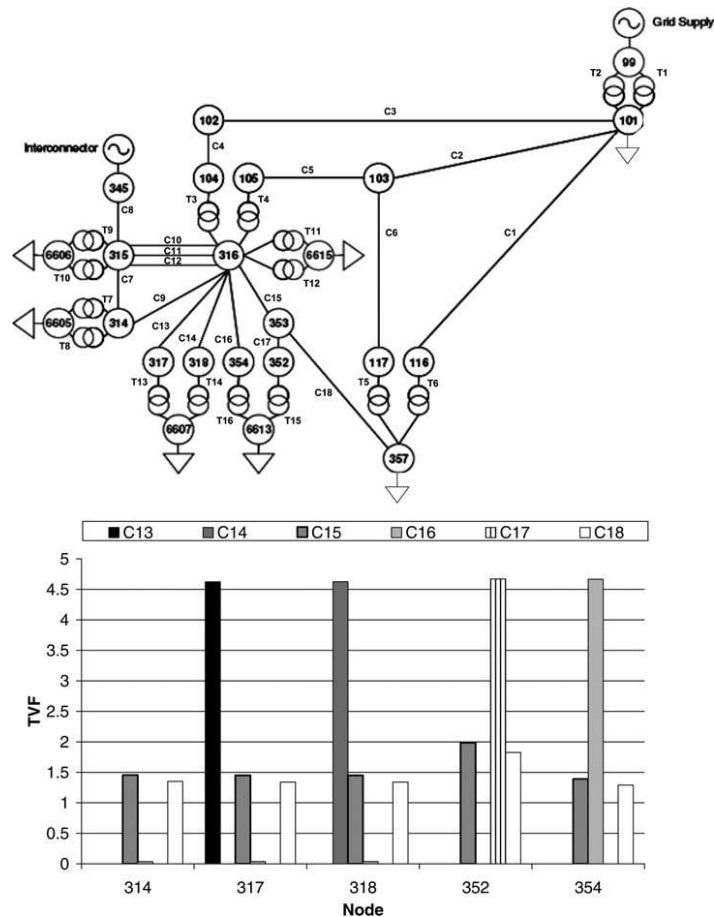 Grid Supply
99
T2
T1
C3
102
101
C4
C2
Interconnector
104
105
C5
103
345
T3
T4
C1
C8
T9
C10
T11
C6
6606
315
C11
316
6615
C12
T10
C7
T12
T7
C9
C15
6605
314
C13
353
T8
C14
C16
C17
317
318
354
352
C18
117
116
T13
T14
T5
T6
T16
T15
6607
6613
357
C13 C14 C15 C16 C17 C18
5
4.5
4
3.5
3
2.5
2
1.5
1
0.5
0
TVF
314 317 318 352 354
Node